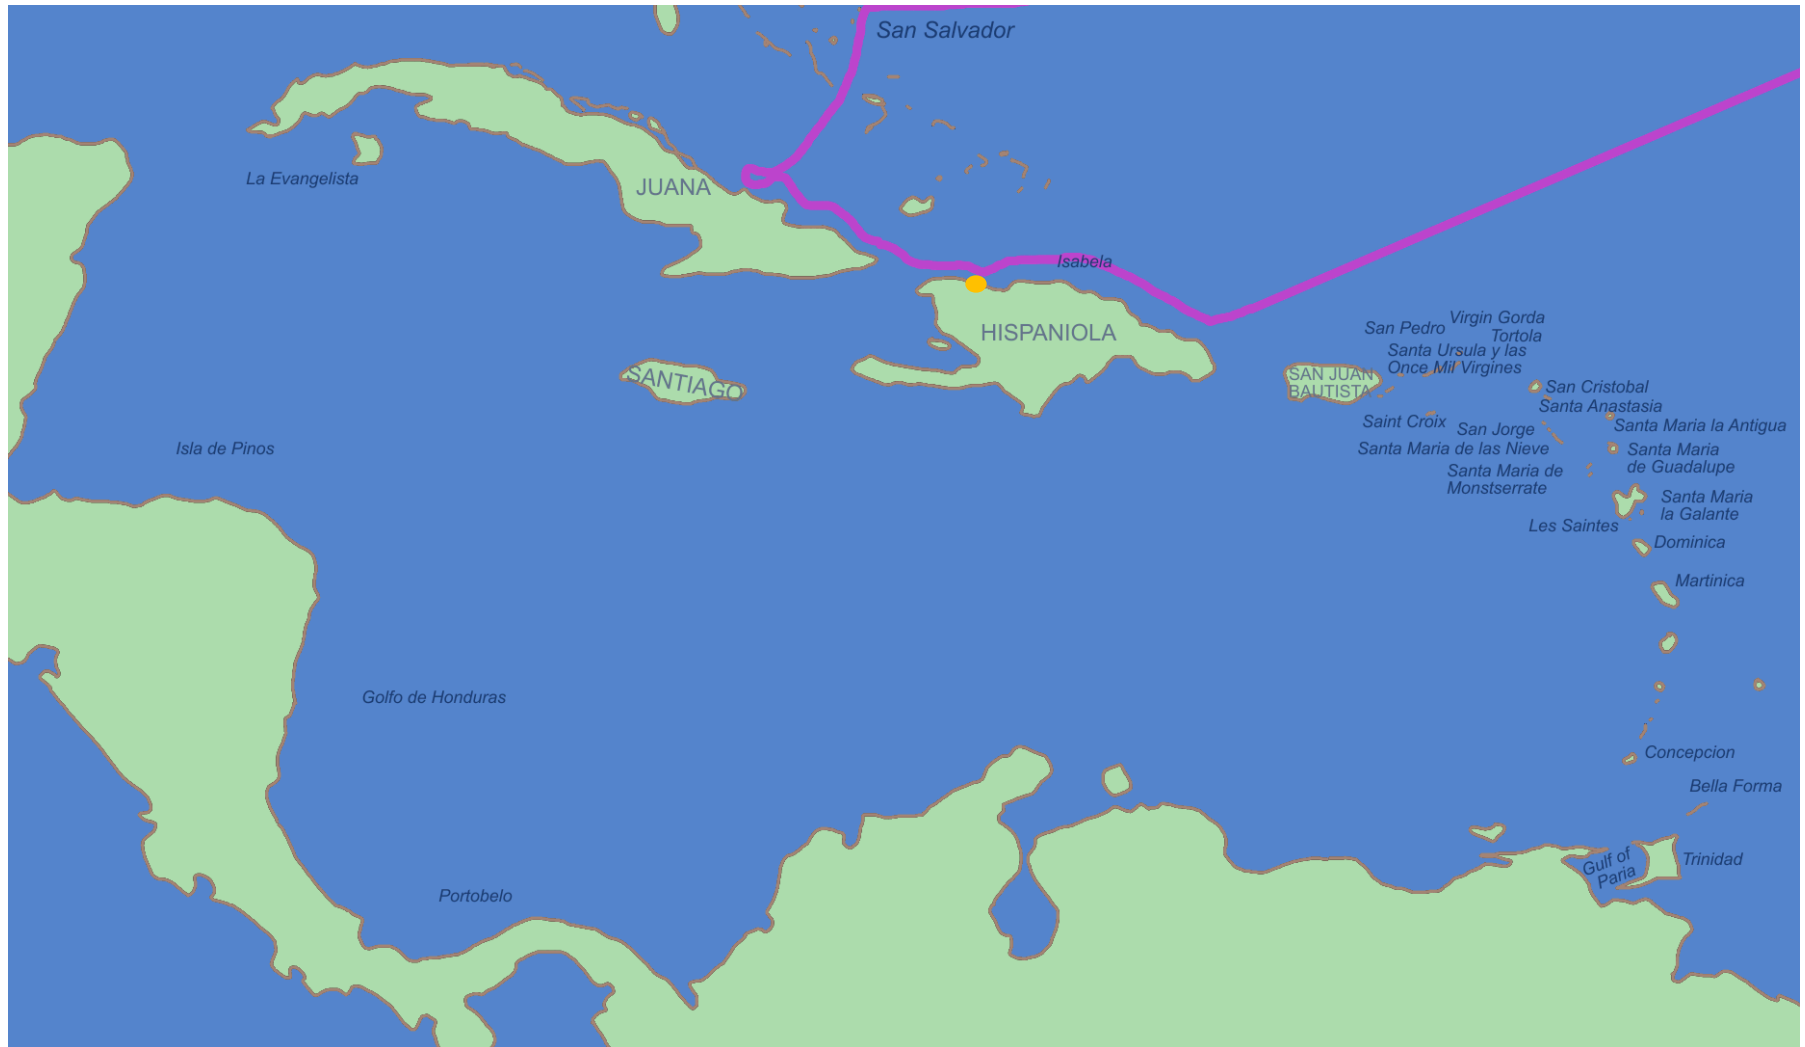 San Salvador
La Evangelista
JUANA
Isabela
HISPANIOLA
SANTIAGO
Virgin Gorda
San Pedro
Tortola
Santa Ursula y las
Once Mil Virgines
SAN JUAN
BAUTISTA
San Cristobal
Santa Anastasia
Saint Croix
San Jorge
Santa Maria la Antigua
Isla de Pinos
Santa Maria de las Nieve
Santa Maria
de Guadalupe
Santa Maria de
Monstserrate
Santa Maria
la Galante
Les Saintes
Dominica
Martinica
Golfo de Honduras
Concepcion
Bella Forma
Gulf of
Paria
Trinidad
Portobelo